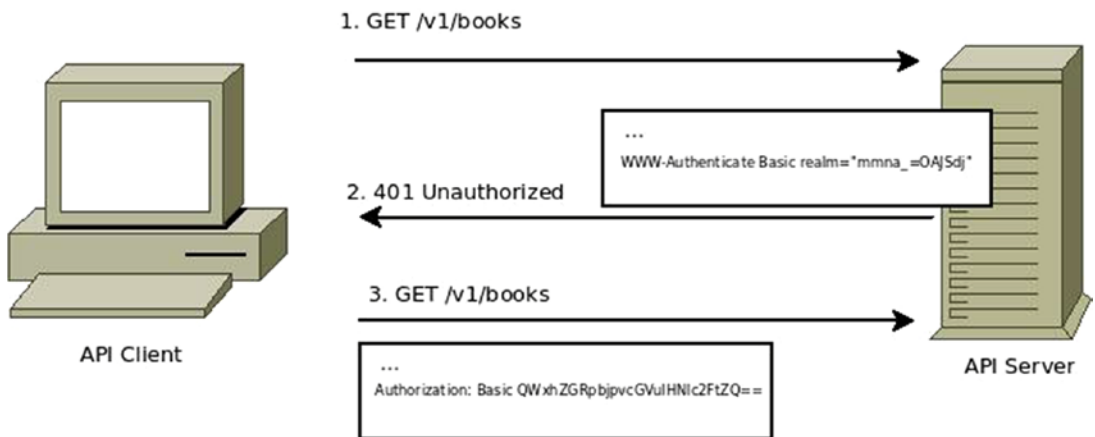 1. GET /v1/books
...
WWW-Authenticate Basic realm="mmna_=OAJSdj"
2. 401 Unauthorized
3. GET /v1/books
API Client
...
Authorization: Basic QWxhZGRpbjpvcGVuIHNlc2FtZQ==
API Server